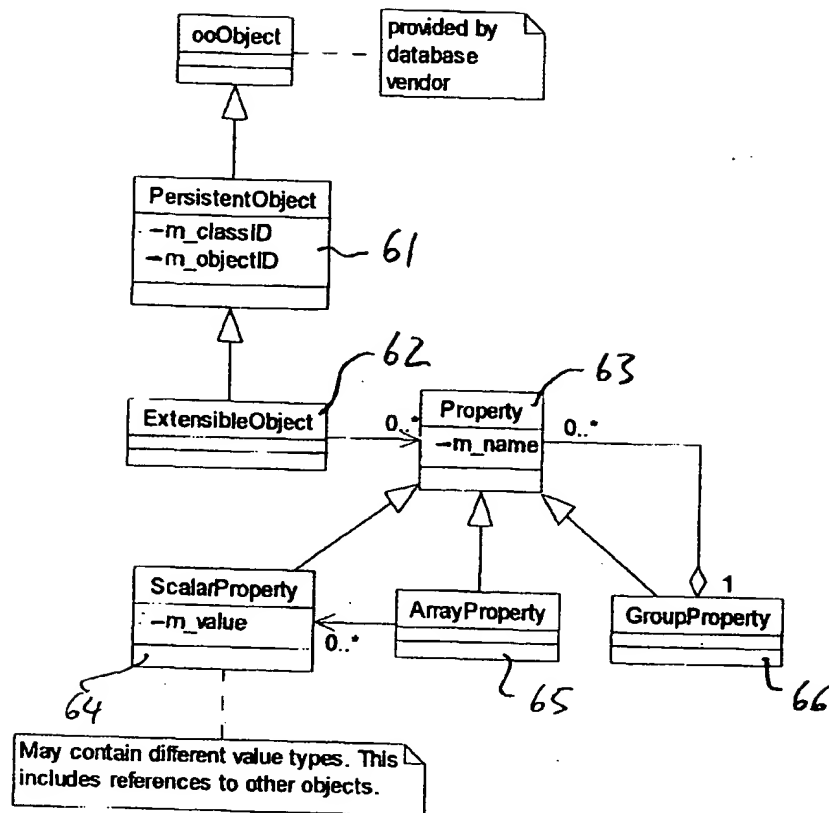 ooObject
provided by
database
vendor
PersistentObject
–m_classID
–m_objectID
61
62
ExtensibleObject
0..*
Property
–m_name
63
0..*
ScalarProperty
–m_value
64
0..*
ArrayProperty
65
1
GroupProperty
66
May contain different value types. This
includes references to other objects.